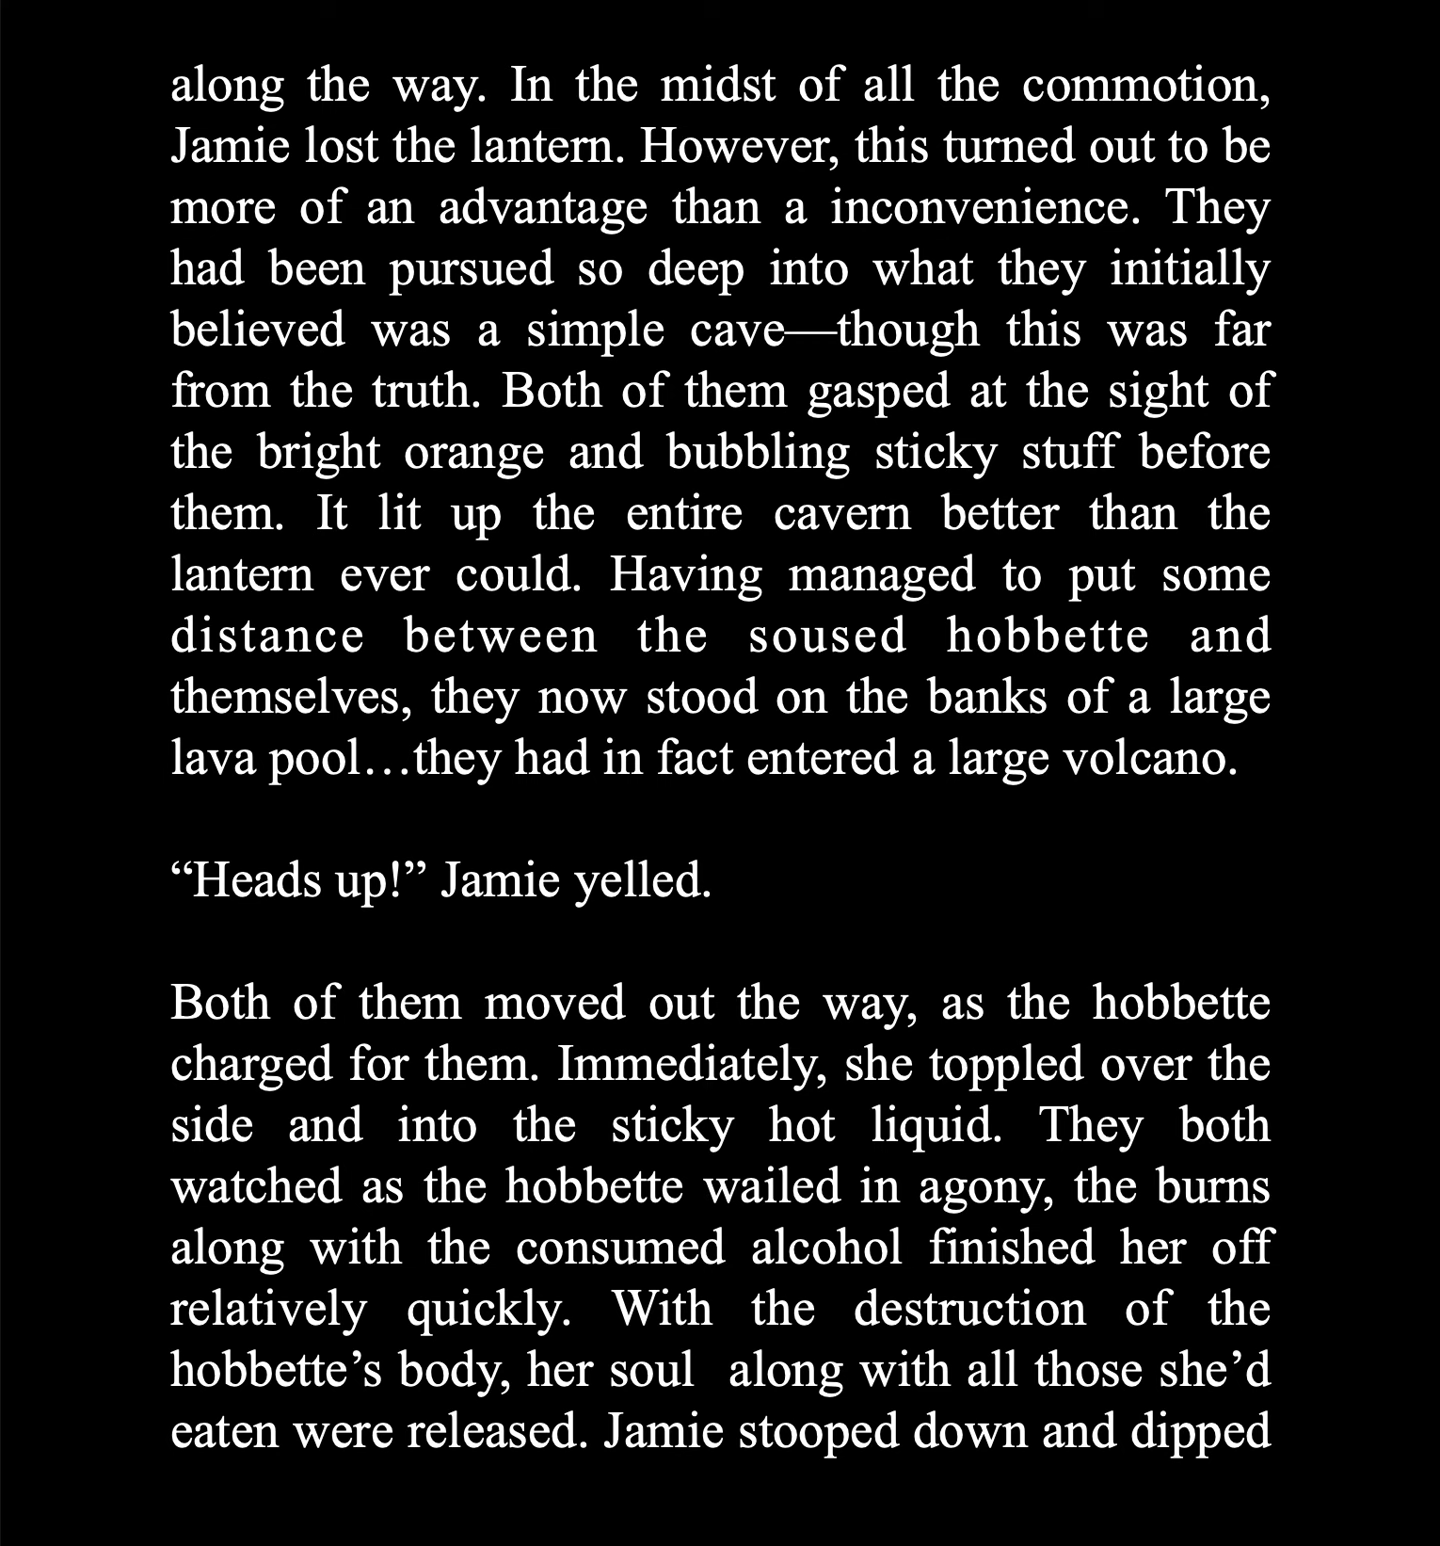 along the way. In the midst of all the commotion,
Jamie lost the lantern. However, this turned out to be
more of an advantage than a inconvenience. They
had been pursued so deep into what they initially
believed was a simple cave—though this was far
from the truth. Both of them gasped at the sight of
the bright orange and bubbling sticky stuff before
them. It lit up the entire cavern better than the
lantern ever could. Having managed to put some
distance between the soused hobbette and
themselves, they now stood on the banks of a large
lava pool…they had in fact entered a large volcano.
“Heads up!” Jamie yelled.
Both of them moved out the way, as the hobbette
charged for them. Immediately, she toppled over the
side and into the sticky hot liquid. They both
watched as the hobbette wailed in agony, the burns
along with the consumed alcohol finished her off
relatively quickly. With the destruction of the
hobbette’s body, her soul  along with all those she’d
eaten were released. Jamie stooped down and dipped